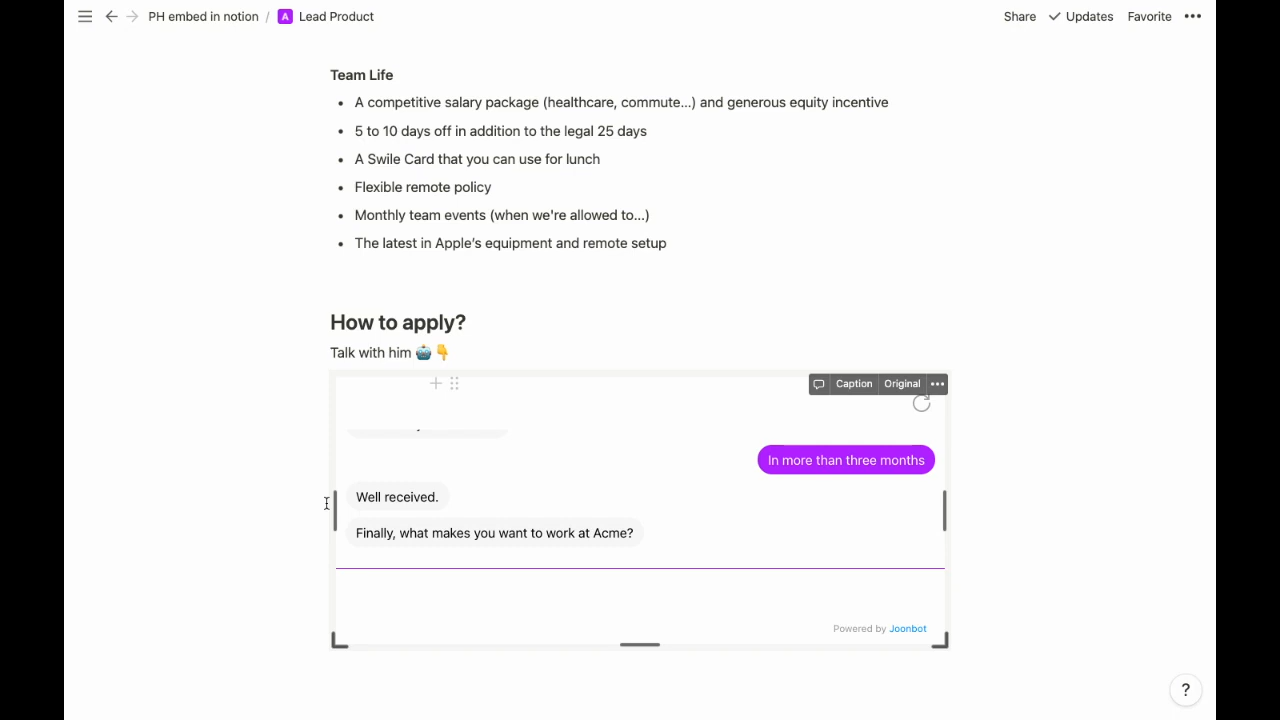 PH embed in notion / A Lead Product
Share Updates Favorite •••
Team Life
• A competitive salary package (healthcare, commute...) and generous equity incentive
• 5 to 10 days off in addition to the legal 25 days
• A Swile Card that you can use for lunch
• Flexible remote policy
• Monthly team events (when we're allowed to...)
• The latest in Apple's equipment and remote setup
How to apply?
Talk with him 🤖👇
Caption Original •••
In more than three months
Well received.
Finally, what makes you want to work at Acme?
Powered by Joonbot
?